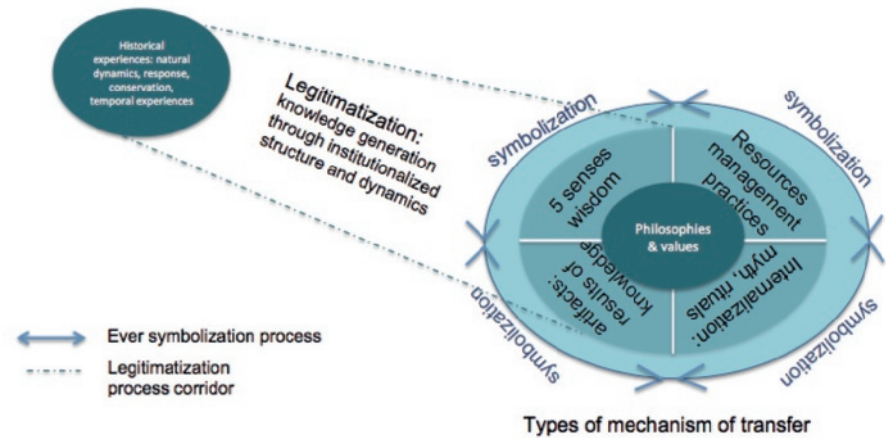 Historical
experiences: natural
dynamics, response,
conservation,
temporal experiences
Legitimatization:
knowledge generation
through institutionalized
structure and dynamics
symbolization
symbolization
5 senses
wisdom
Resources
management
practices
Philosophies
& values
artifacts:
results of
knowledge
Internalization:
myth, rituals
symbolization
symbolization
Ever symbolization process
Legitimatization
process corridor
Types of mechanism of transfer